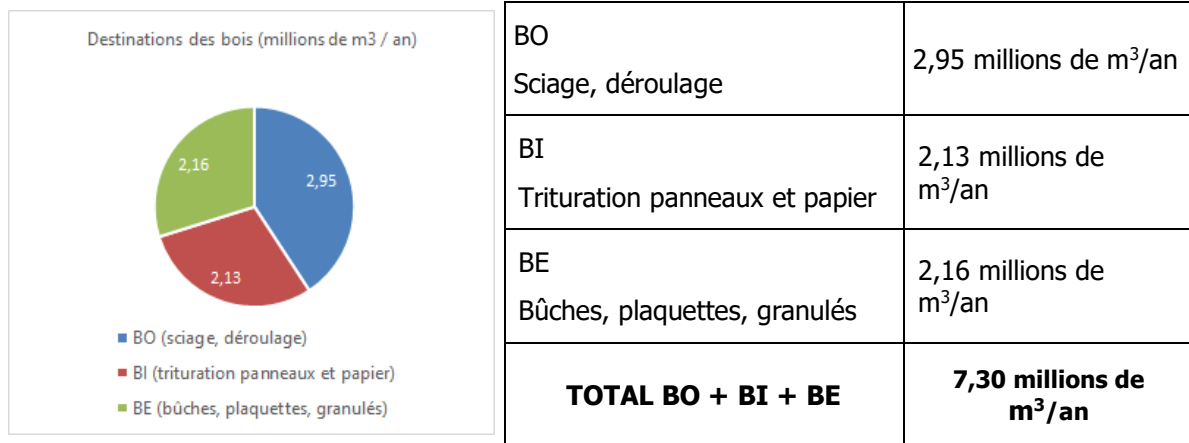 Destinations des bois (millions de m3 / an)
2,16
2,95
2,13
BO (sciage, déroulage)
BI (trituration panneaux et papier)
BE (bûches, plaquettes, granulés)
BO
Sciage, déroulage
2,95 millions de m³/an
BI
Trituration panneaux et papier
2,13 millions de
m³/an
BE
Bûches, plaquettes, granulés
2,16 millions de
m³/an
TOTAL BO + BI + BE
7,30 millions de
m³/an